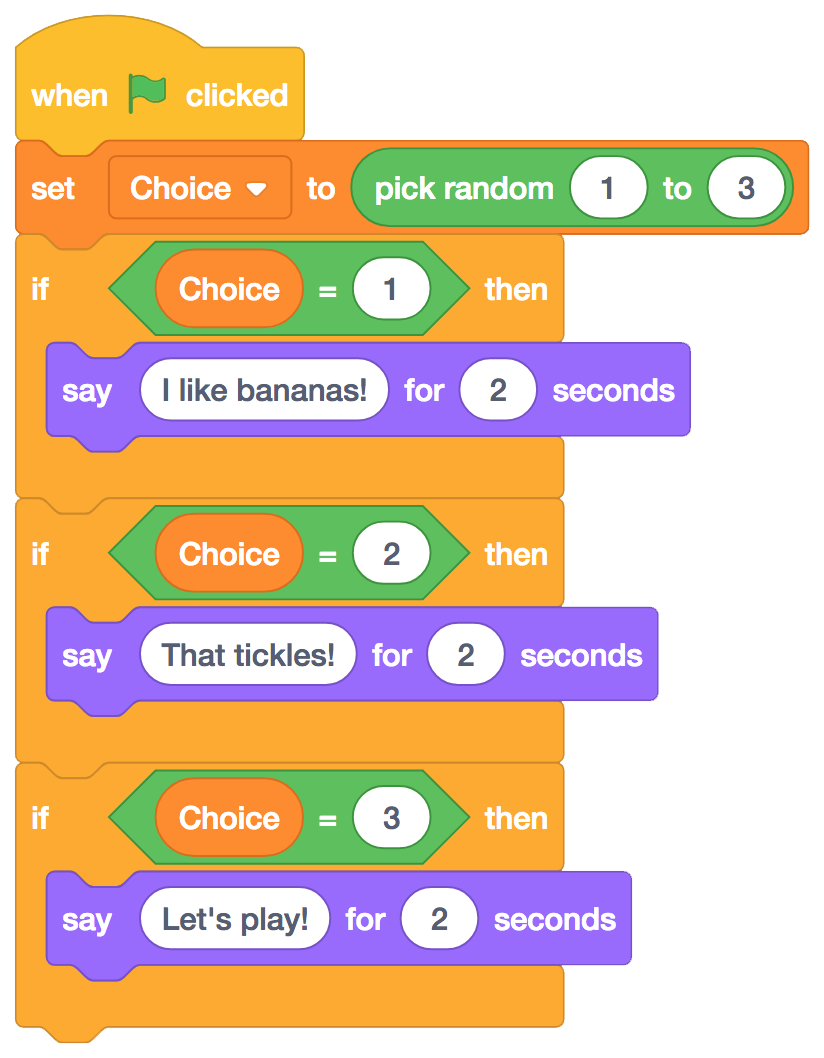 when clicked
set Choice to pick random 1 to 3
if Choice = 1 then
say I like bananas! for 2 seconds
if Choice = 2 then
say That tickles! for 2 seconds
if Choice = 3 then
say Let's play! for 2 seconds